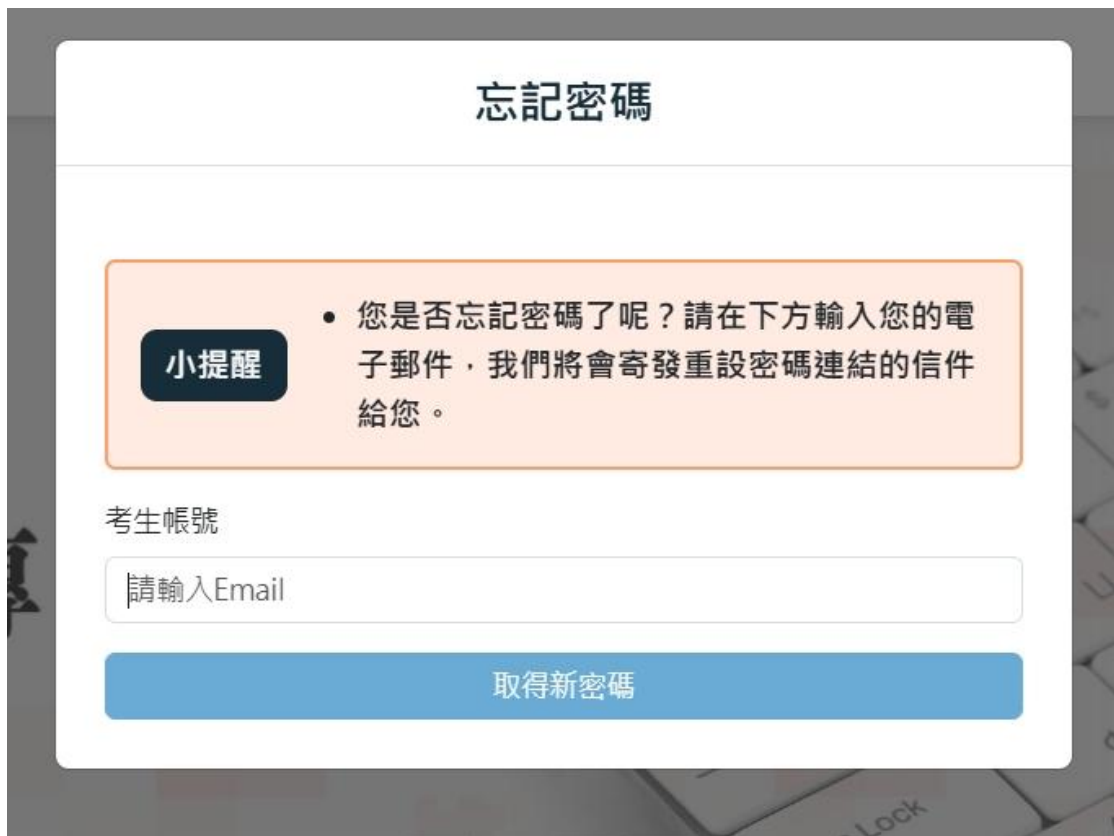 忘記密碼
小提醒
• 您是否忘記密碼了呢？請在下方輸入您的電
子郵件，我們將會寄發重設密碼連結的信件
給您。
考生帳號
請輸入Email
取得新密碼
Lock